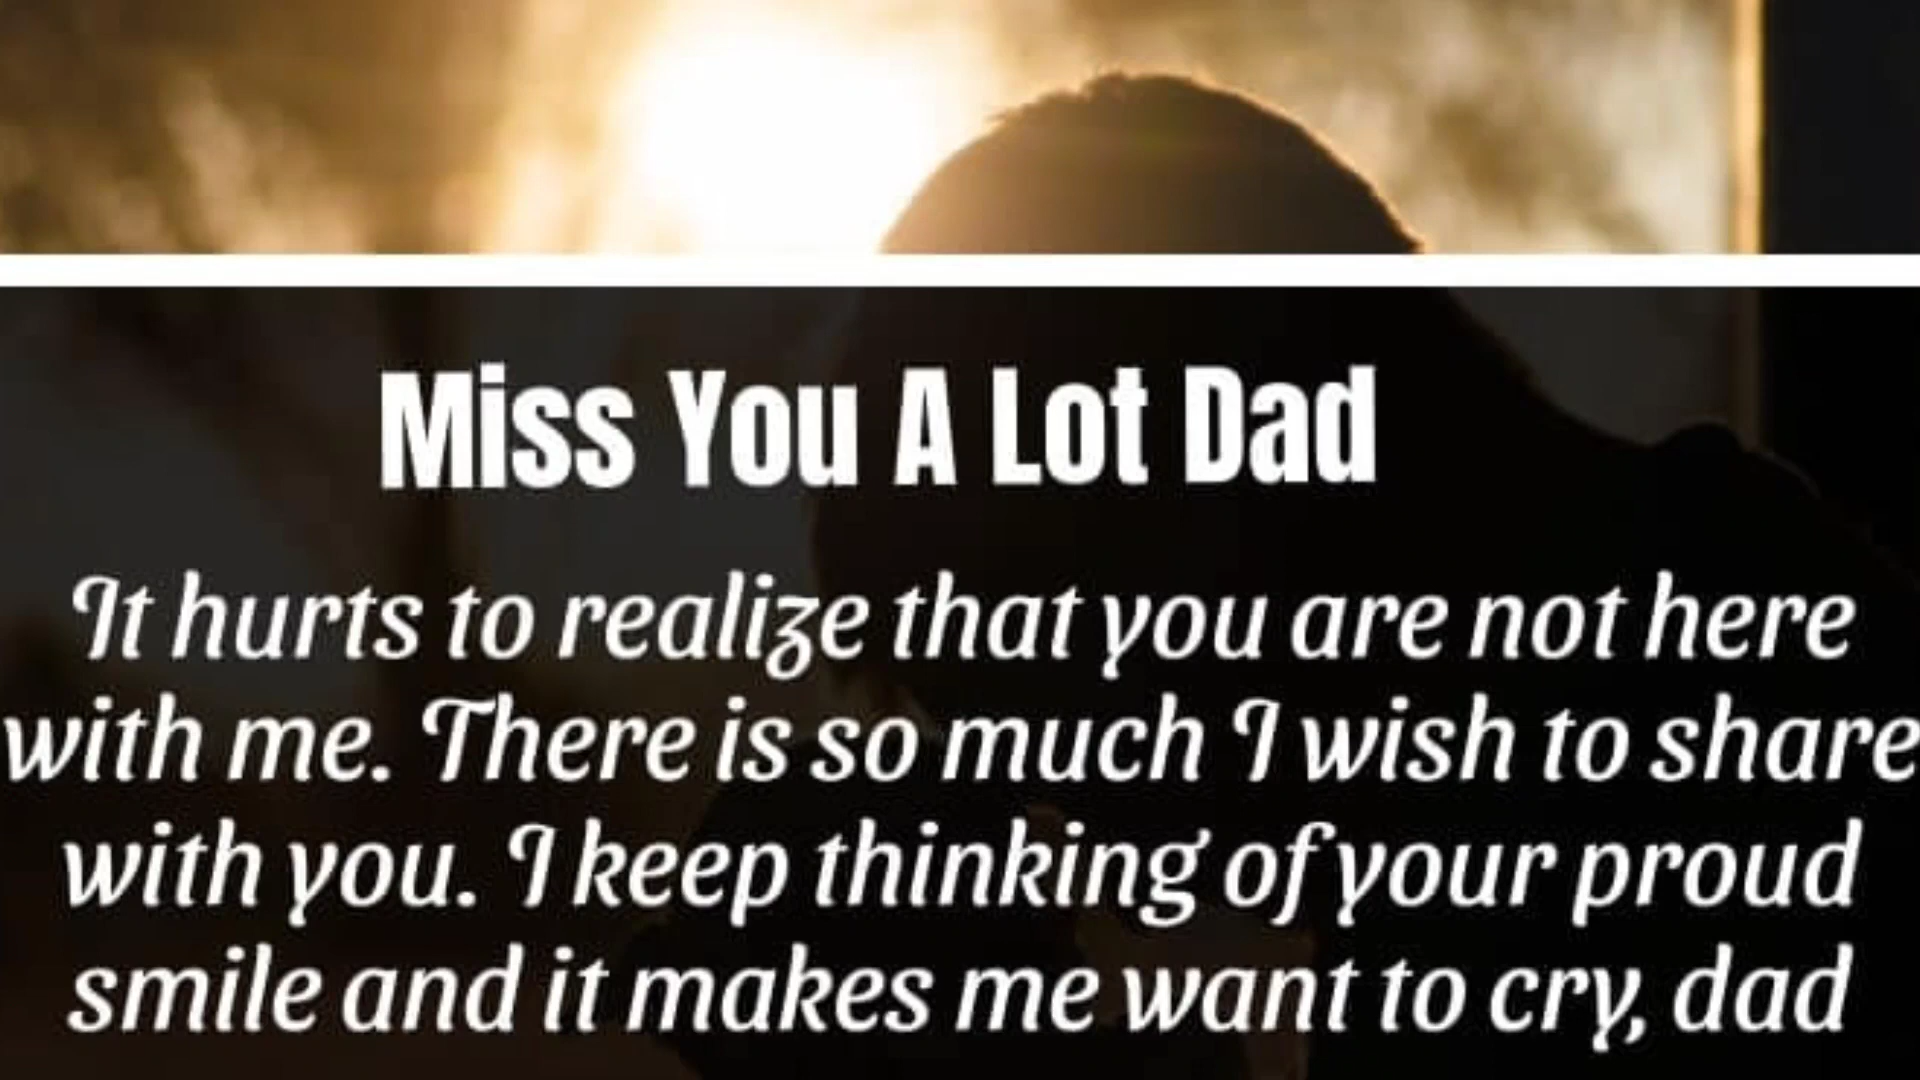 Miss You A Lot Dad
It hurts to realize that you are not here
with me. There is so much I wish to share
with you. I keep thinking of your proud
smile and it makes me want to cry, dad